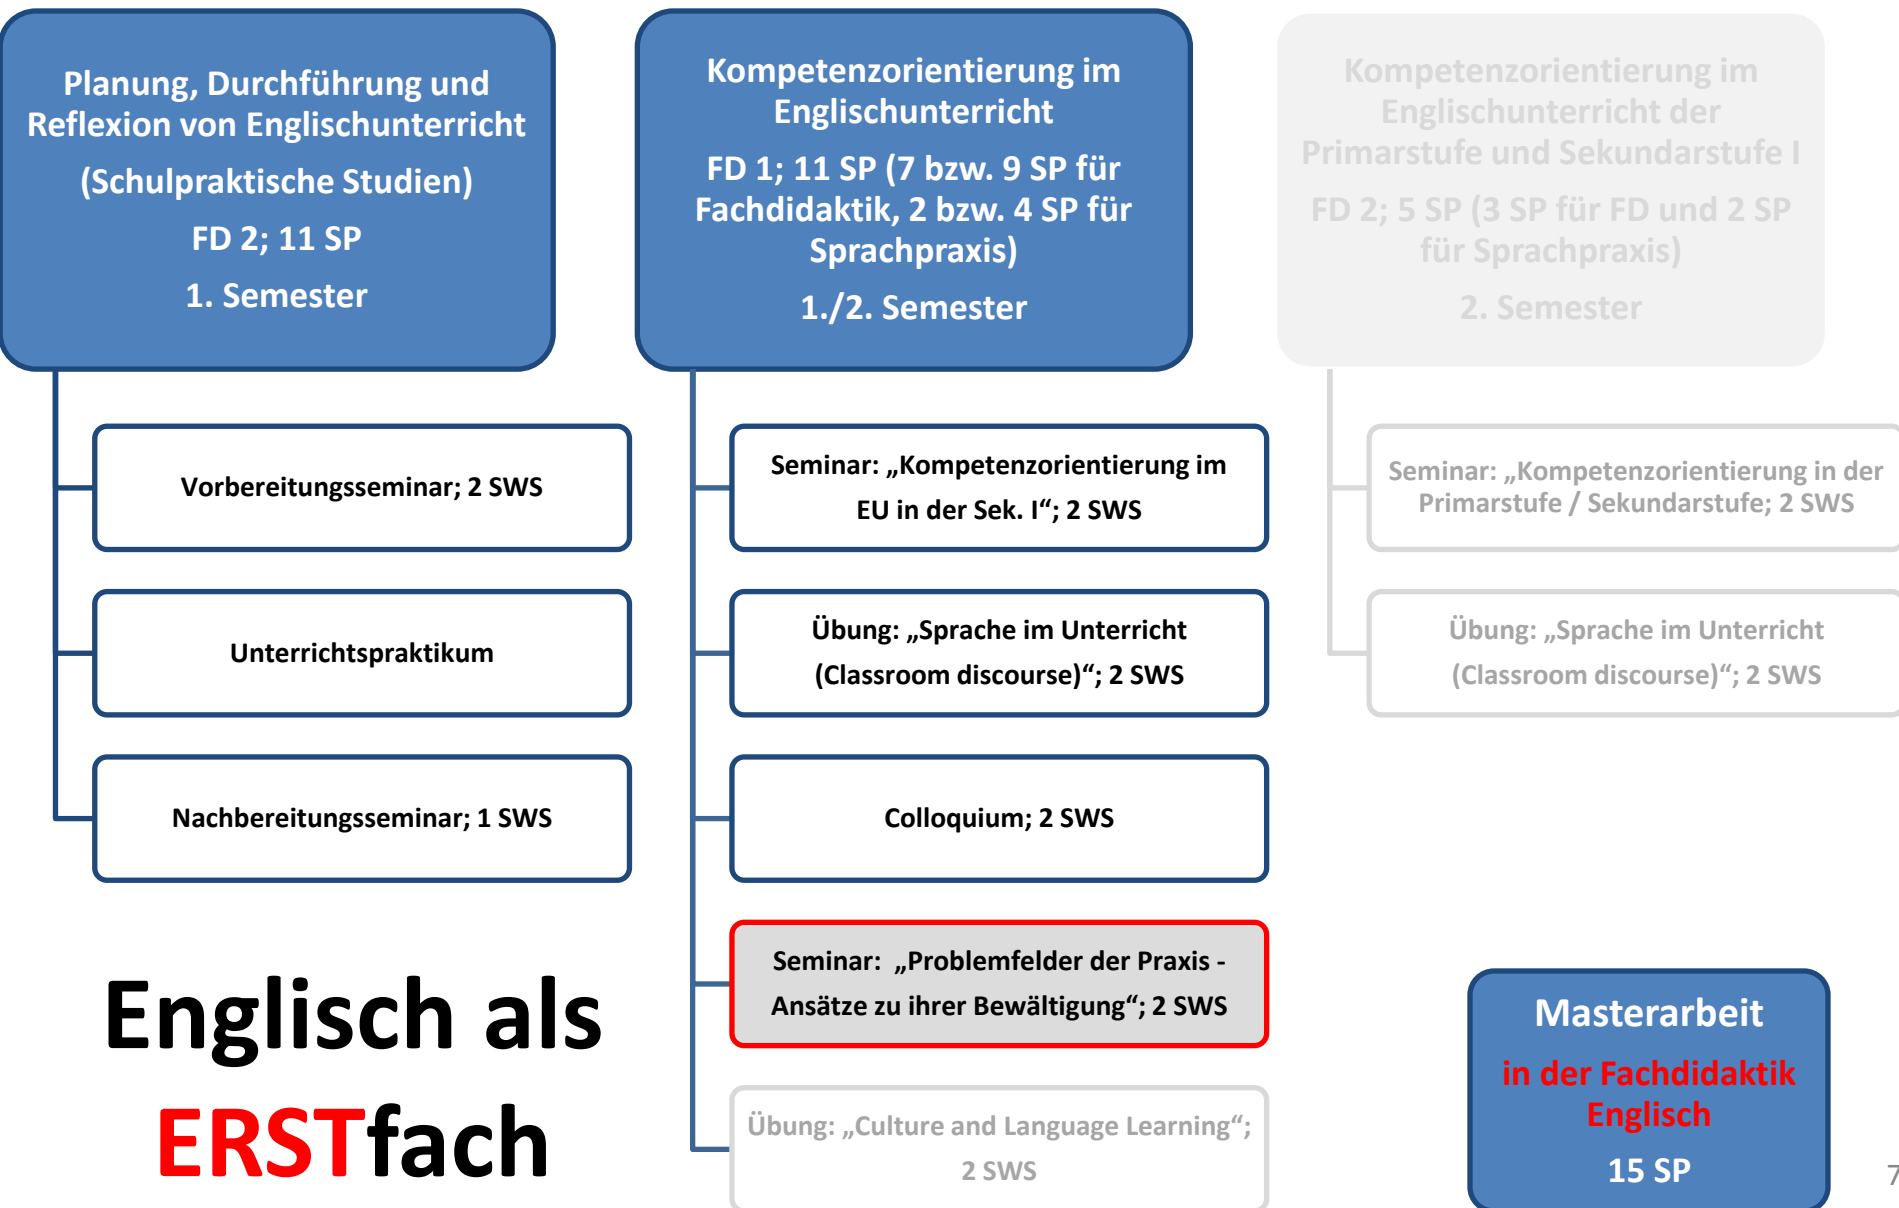 Planung, Durchführung und
Reflexion von Englischunterricht
(Schulpraktische Studien)
FD 2; 11 SP
1. Semester
Vorbereitungsseminar; 2 SWS
Unterrichtspraktikum
Nachbereitungsseminar; 1 SWS
Kompetenzorientierung im
Englischunterricht
FD 1; 11 SP (7 bzw. 9 SP für
Fachdidaktik, 2 bzw. 4 SP für
Sprachpraxis)
1./2. Semester
Seminar: „Kompetenzorientierung im
EU in der Sek. I“; 2 SWS
Übung: „Sprache im Unterricht
(Classroom discourse)“; 2 SWS
Colloquium; 2 SWS
Seminar: „Problemfelder der Praxis -
Ansätze zu ihrer Bewältigung“; 2 SWS
Übung: „Culture and Language Learning“;
2 SWS
Kompetenzorientierung im
Englischunterricht der
Primarstufe und Sekundarstufe I
FD 2; 5 SP (3 SP für FD und 2 SP
für Sprachpraxis)
2. Semester
Seminar: „Kompetenzorientierung in der
Primarstufe / Sekundarstufe; 2 SWS
Übung: „Sprache im Unterricht
(Classroom discourse)“; 2 SWS
Englisch als
ERSTfach
Masterarbeit
in der Fachdidaktik
Englisch
15 SP
7